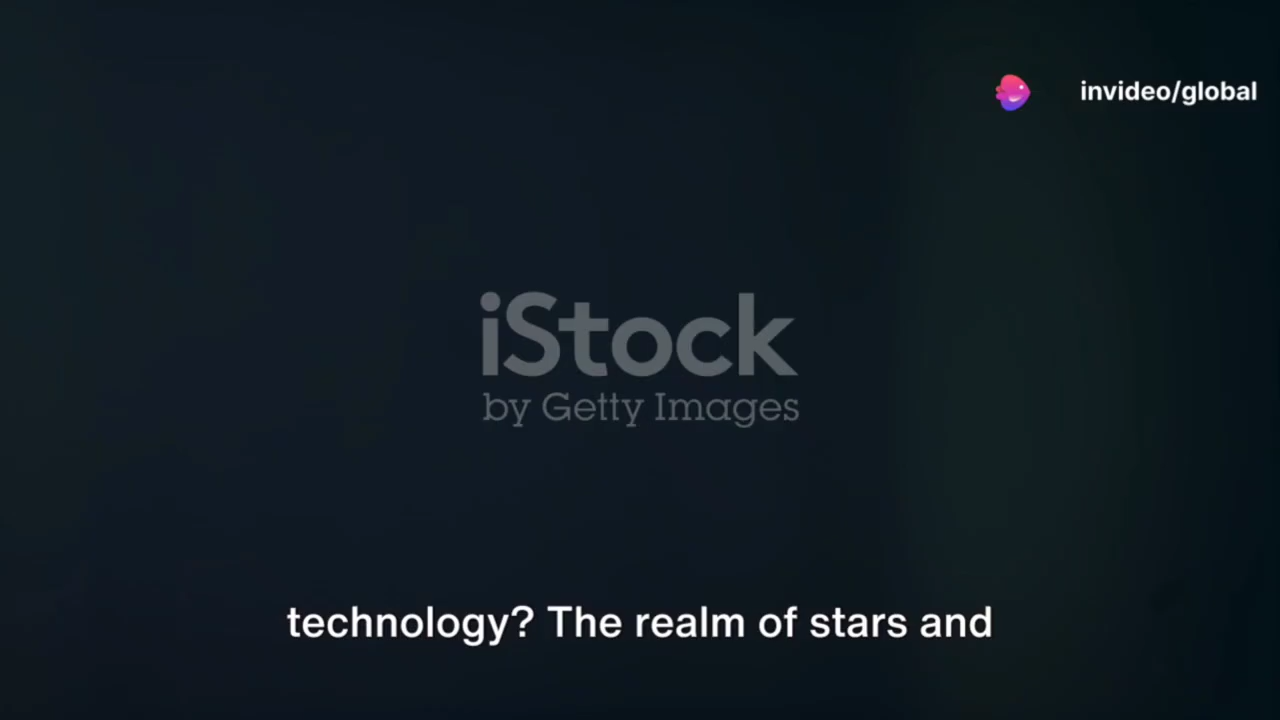 invideo/global
iStock
by Getty Images
technology? The realm of stars and